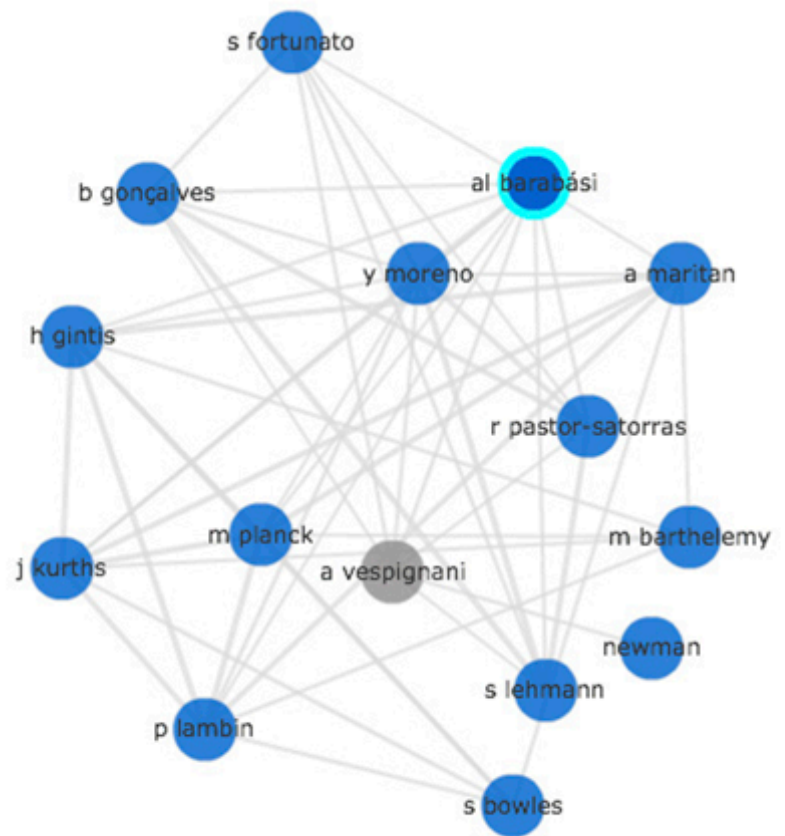 s fortunato
al barabási
b gonçalves
y moreno
a maritan
h gintis
r pastor-satorras
m planck
m barthelemy
j kurths
a vespignani
newman
s lehmann
p lambin
s bowles